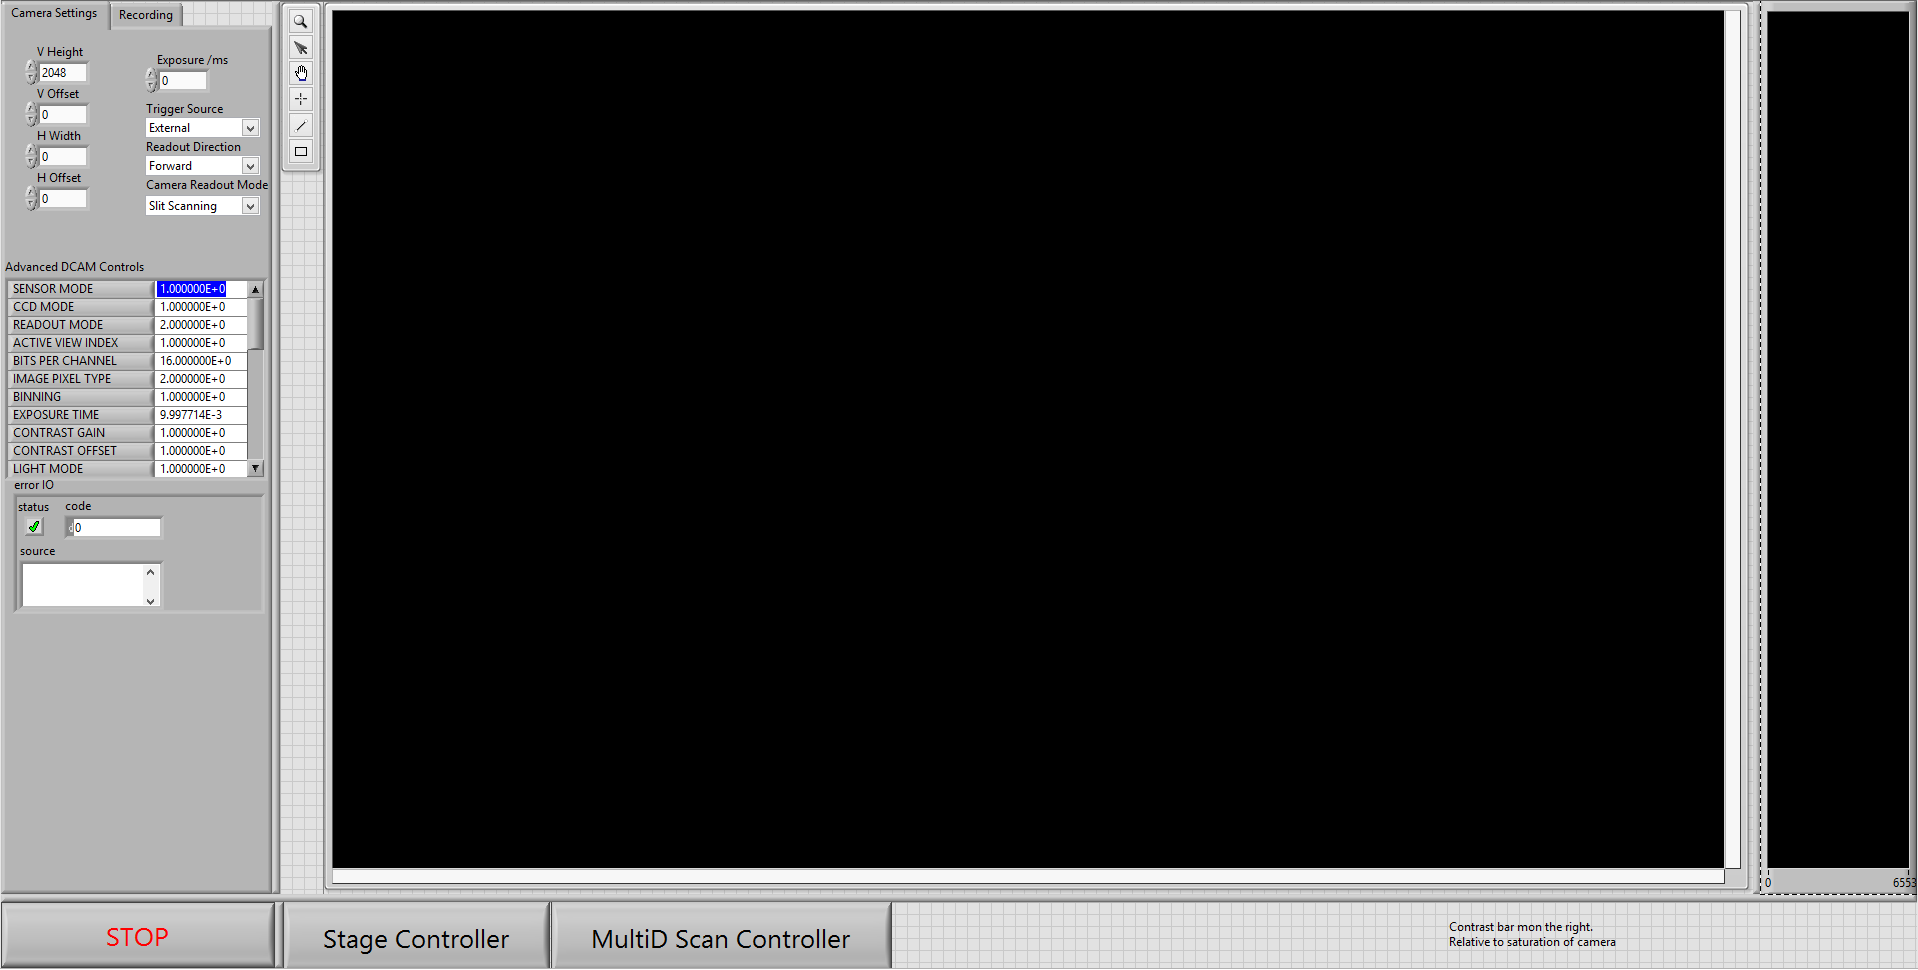 Camera Settings
Recording
V Height
2048
V Offset
0
H Width
0
H Offset
0
Exposure /ms
0
Trigger Source
External
Readout Direction
Forward
Camera Readout Mode
Slit Scanning
Advanced DCAM Controls
SENSOR MODE 1.000000E+0
CCD MODE 1.000000E+0
READOUT MODE 2.000000E+0
ACTIVE VIEW INDEX 1.000000E+0
BITS PER CHANNEL 16.000000E+0
IMAGE PIXEL TYPE 2.000000E+0
BINNING 1.000000E+0
EXPOSURE TIME 9.997714E-3
CONTRAST GAIN 1.000000E+0
CONTRAST OFFSET 1.000000E+0
LIGHT MODE 1.000000E+0
error IO
status code
d0
source
0 6553
STOP
Stage Controller
MultiD Scan Controller
Contrast bar mon the right.
Relative to saturation of camera